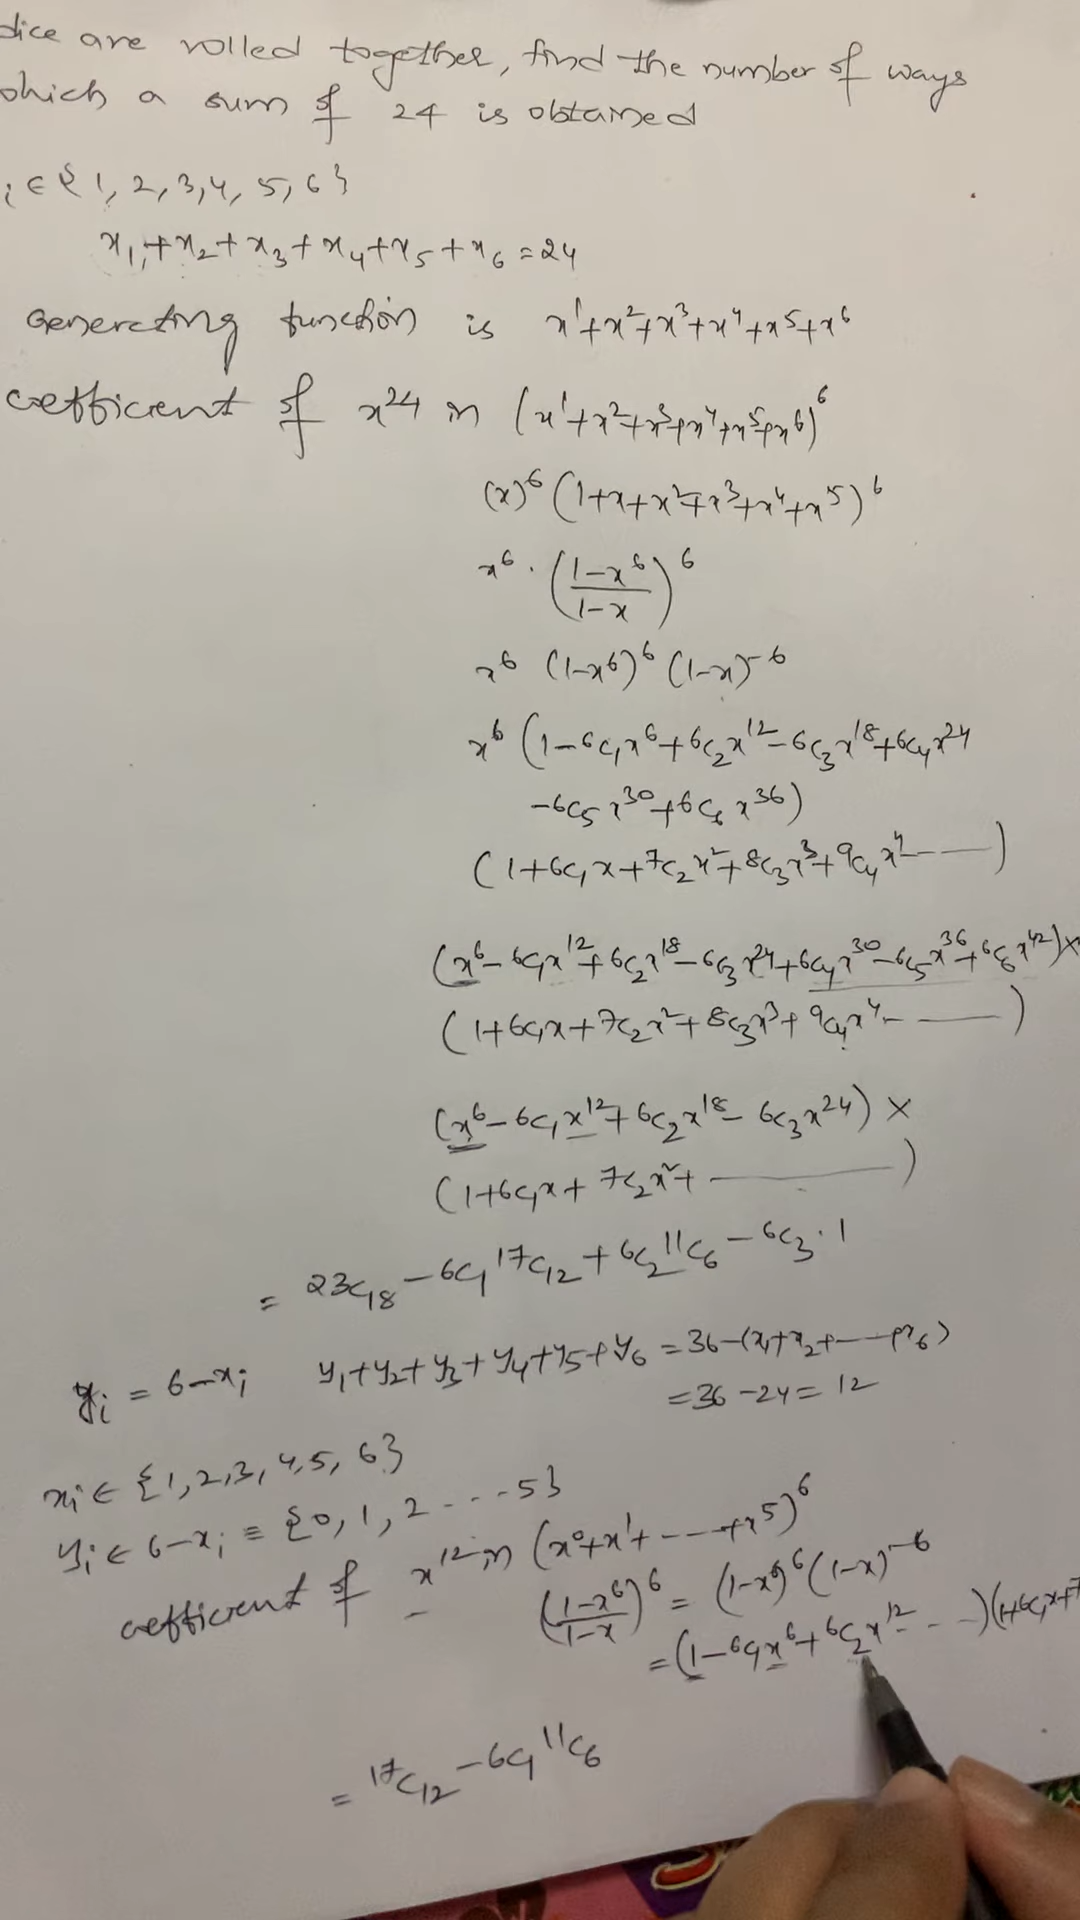 dice are rolled together, find the number of ways
which a sum of 24 is obtained
i ∈ {1, 2, 3, 4, 5, 6}
x₁ + x₂ + x₃ + x₄ + x₅ + x₆ = 24
Generating function is x¹+x²+x³+x⁴+x⁵+x⁶
coefficient of x²⁴ in (x¹+x²+x³+x⁴+x⁵+x⁶)⁶
(x)⁶ (1+x+x²+x³+x⁴+x⁵)⁶
x⁶ · ((1-x⁶)/(1-x))⁶
x⁶ (1-x⁶)⁶ (1-x)⁻⁶
x⁶ (1-6C₁x⁶+6C₂x¹²-6C₃x¹⁸+6C₄x²⁴
-6C₅x³⁰+6C₆x³⁶)
(1+6C₁x+7C₂x²+8C₃x³+9C₄x⁴-----)
(x⁶-6C₁x¹²+6C₂x¹⁸-6C₃x²⁴+6C₄x³⁰-6C₅x³⁶+6C₆x⁴²)×
(1+6C₁x+7C₂x²+8C₃x³+9C₄x⁴-----)
(x⁶-6C₁x¹²+6C₂x¹⁸-6C₃x²⁴) ×
(1+6C₁x+7C₂x²+-----)
= 23C₁₈-6C₁ 17C₁₂+6C₂ 11C₆-6C₃·1
yᵢ = 6-xᵢ y₁+y₂+y₃+y₄+y₅+y₆ = 36-(x₁+x₂+----+x₆)
= 36-24 = 12
xᵢ ∈ {1,2,3,4,5,6}
yᵢ ∈ 6-xᵢ ≡ {0, 1, 2 ---- 5}
coefficient of x¹² in (x⁰+x¹+-----+x⁵)⁶
((1-x⁶)/(1-x))⁶ = (1-x⁶)⁶(1-x)⁻⁶
= (1-6C₁x⁶+6C₂x¹²---)(1+6C₁x+7
= 17C₁₂-6C₁ 11C₆